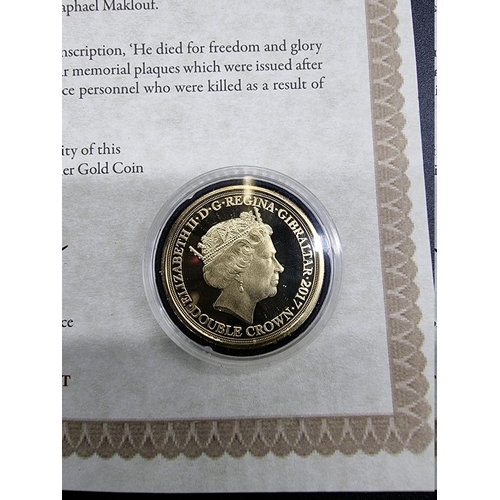 aphael Maklouf.
nscription, ‘He died for freedom and glory
r memorial plaques which were issued after
ce personnel who were killed as a result of
ity of this
er Gold Coin
·ELIZABETH II·D·G·REGINA·GIBRALTAR·2017·
DOUBLE CROWN
ce
T